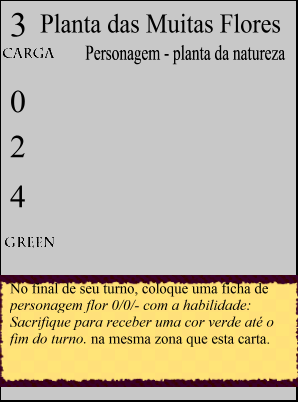 3 Planta das Muitas Flores
CARGA Personagem - planta da natureza
0
2
4
GREEN
No final de seu turno, coloque uma ficha de
personagem flor 0/0/- com a habilidade:
Sacrifique para receber uma cor verde até o
fim do turno. na mesma zona que esta carta.